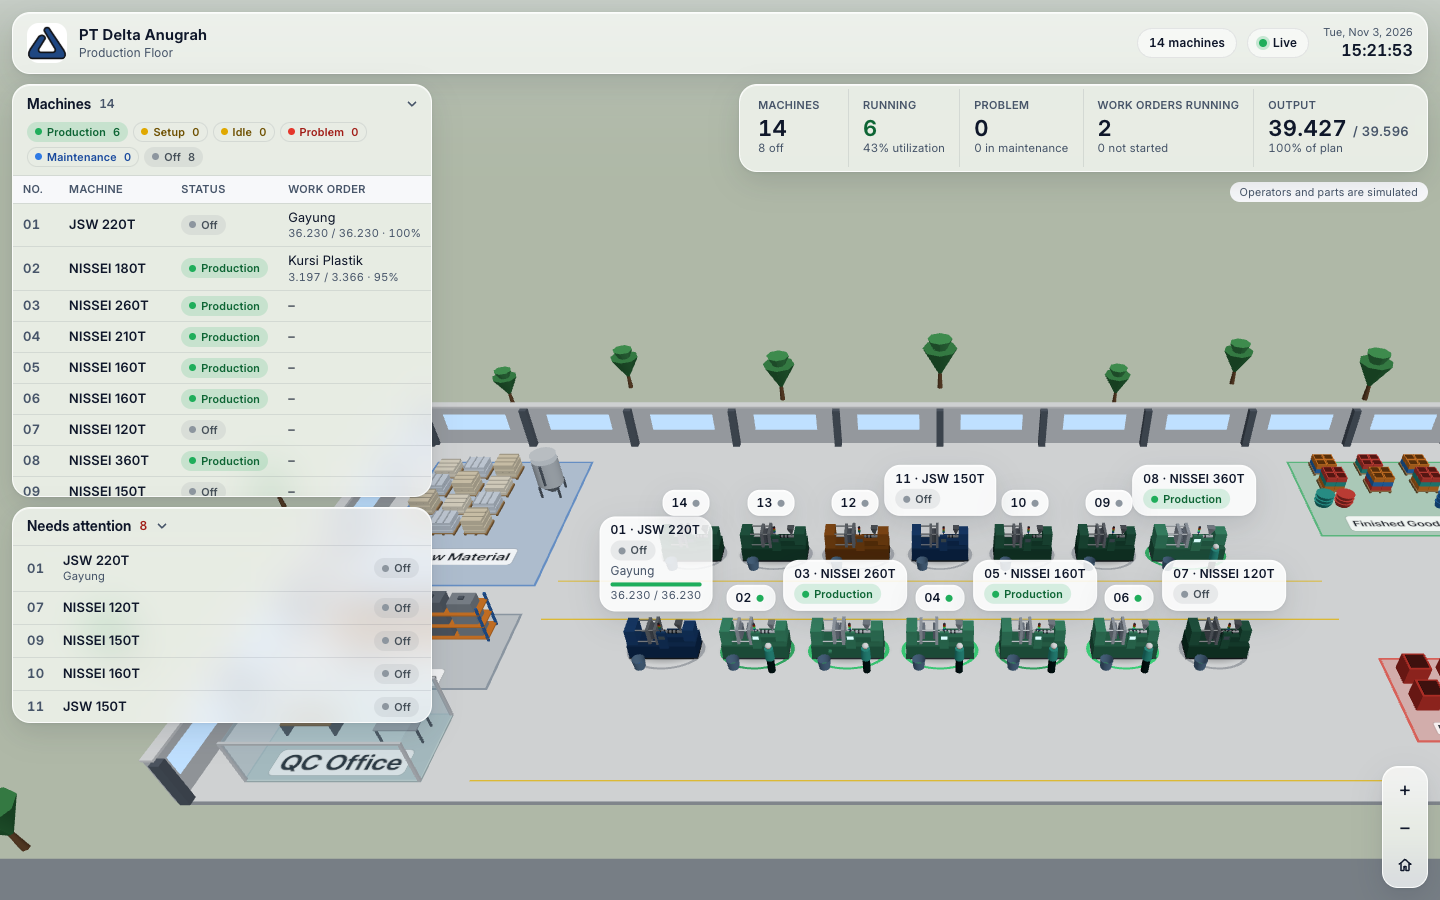 PT Delta Anugrah
Production Floor
14 machines
Live
Tue, Nov 3, 2026
15:21:53
Machines 14
Production 6
Setup 0
Idle 0
Problem 0
Maintenance 0
Off 8
NO. MACHINE STATUS WORK ORDER
01 JSW 220T Off Gayung
36.230 / 36.230 · 100%
02 NISSEI 180T Production Kursi Plastik
3.197 / 3.366 · 95%
03 NISSEI 260T Production –
04 NISSEI 210T Production –
05 NISSEI 160T Production –
06 NISSEI 160T Production –
07 NISSEI 120T Off –
08 NISSEI 360T Production –
09 NISSEI 150T Off –
Needs attention 8
01 JSW 220T Off
Gayung
07 NISSEI 120T Off
09 NISSEI 150T Off
10 NISSEI 160T Off
11 JSW 150T Off
MACHINES
14
8 off
RUNNING
6
43% utilization
PROBLEM
0
0 in maintenance
WORK ORDERS RUNNING
2
0 not started
OUTPUT
39.427 / 39.596
100% of plan
Operators and parts are simulated
14
13
12
11 · JSW 150T
Off
10
09
08 · NISSEI 360T
Production
01 · JSW 220T
Off
Gayung
36.230 / 36.230
02
03 · NISSEI 260T
Production
04
05 · NISSEI 160T
Production
06
07 · NISSEI 120T
Off
w Material
Finished Good
QC Office
+
−